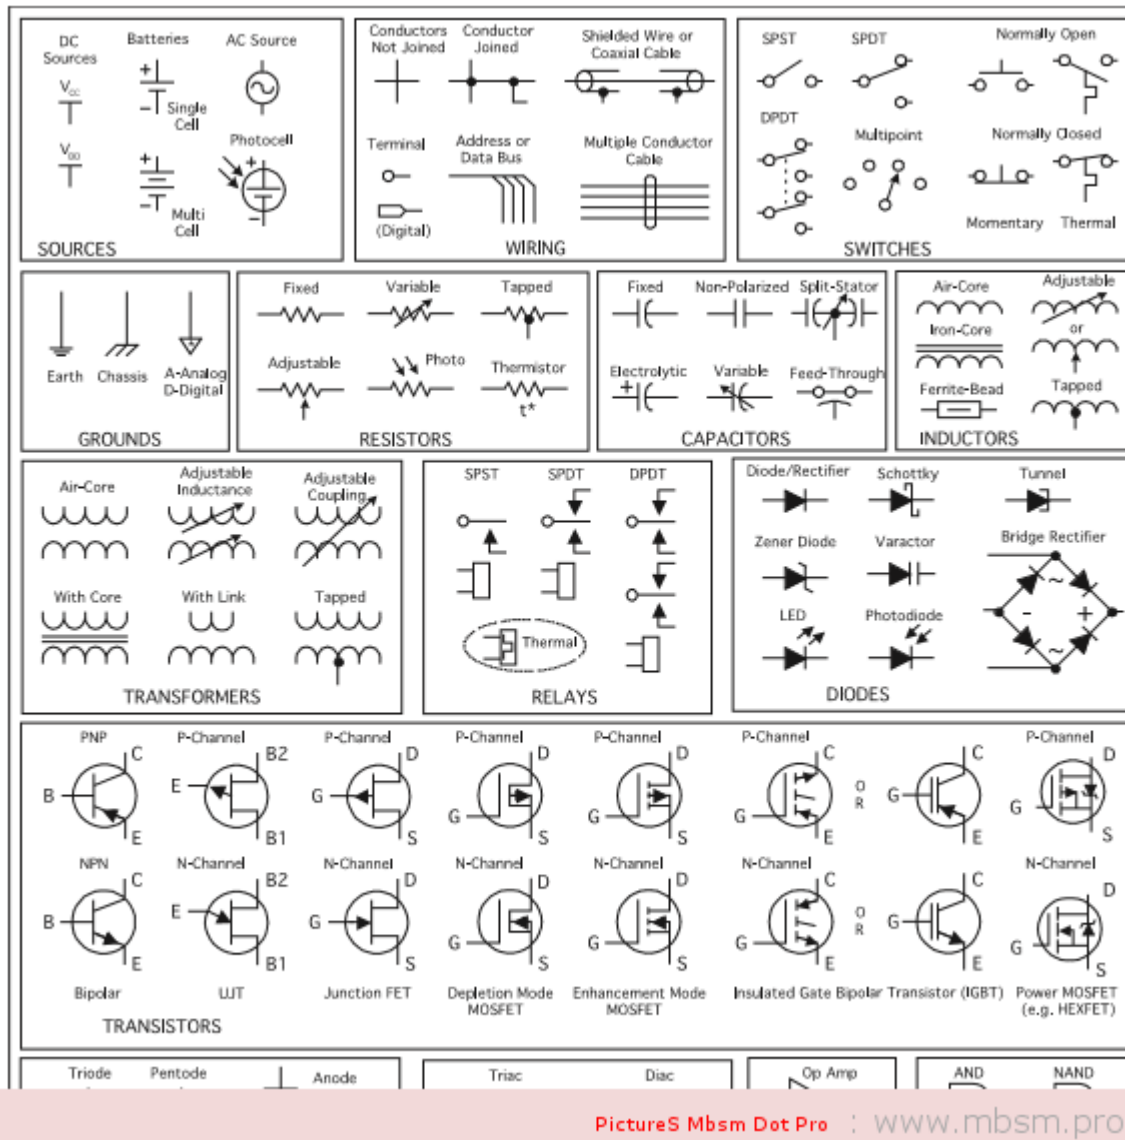 DC
Sources
Batteries
AC Source
V_CC
+
−
Single
Cell
V_DD
Photocell
+
−
+
−
Multi
Cell
SOURCES
Conductors
Not Joined
Conductor
Joined
Shielded Wire or
Coaxial Cable
Terminal
Address or
Data Bus
Multiple Conductor
Cable
(Digital)
WIRING
SPST
SPDT
Normally Open
DPDT
Multipoint
Normally Closed
Momentary
Thermal
SWITCHES
Earth
Chassis
A-Analog
D-Digital
GROUNDS
Fixed
Variable
Tapped
Adjustable
Photo
Thermistor
t*
RESISTORS
Fixed
Non-Polarized
Split-Stator
Electrolytic
+
Variable
Feed-Through
CAPACITORS
Air-Core
Adjustable
Iron-Core
or
Ferrite-Bead
Tapped
INDUCTORS
Air-Core
Adjustable
Inductance
Adjustable
Coupling
With Core
With Link
Tapped
TRANSFORMERS
SPST
SPDT
DPDT
Thermal
RELAYS
Diode/Rectifier
Schottky
Tunnel
Zener Diode
Varactor
Bridge Rectifier
LED
Photodiode
~
- +
~
DIODES
PNP
P-Channel
P-Channel
P-Channel
P-Channel
P-Channel
P-Channel
C B2 D D D C C D
B E G G G G O R G G
E B1 S S S E E S
NPN
N-Channel
N-Channel
N-Channel
N-Channel
N-Channel
N-Channel
C B2 D D D C C D
B E G G G G O R G G
E B1 S S S E E S
Bipolar
UJT
Junction FET
Depletion Mode
MOSFET
Enhancement Mode
MOSFET
Insulated Gate Bipolar Transistor (IGBT)
Power MOSFET
(e.g. HEXFET)
TRANSISTORS
Triode
Pentode
Anode
Triac
Diac
Op Amp
AND
NAND
PictureS Mbsm Dot Pro : www.mbsm.pro